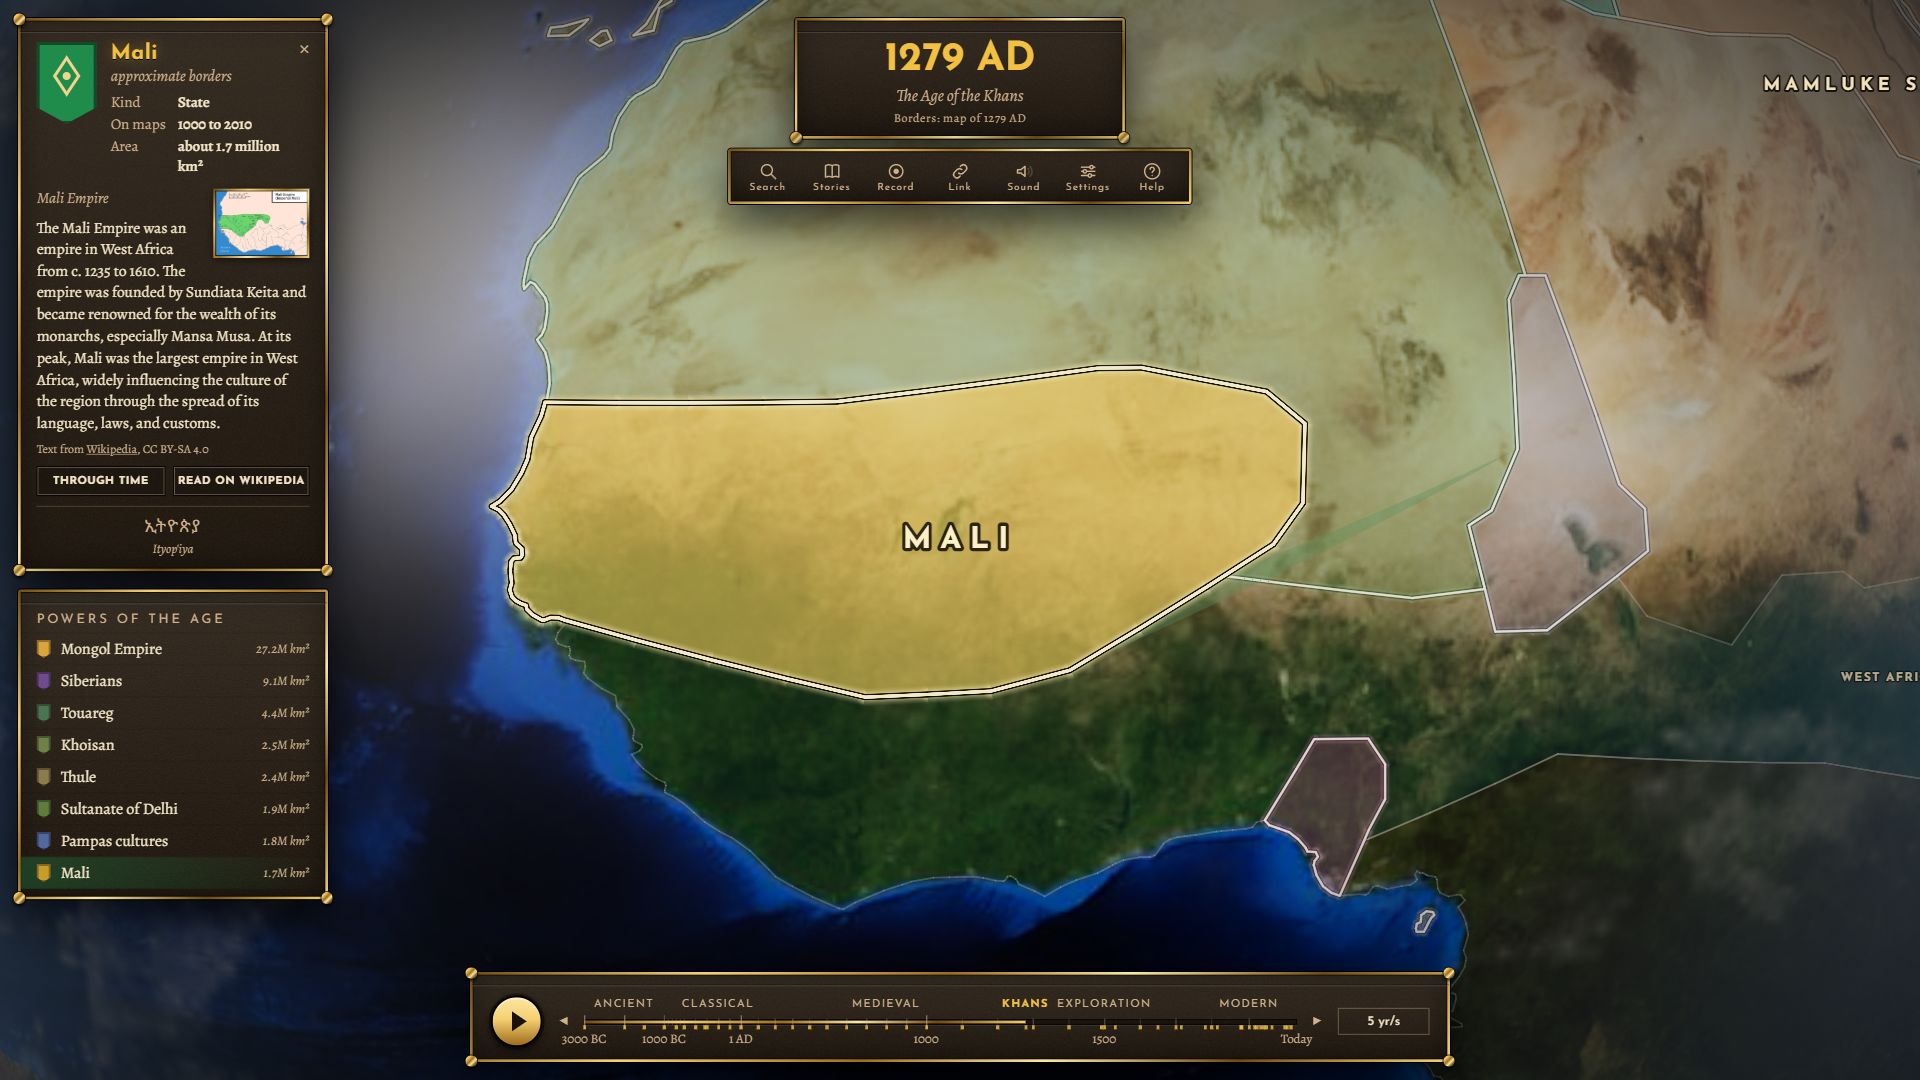 Mali
approximate borders
Kind State
On maps 1000 to 2010
Area about 1.7 million km²
Mali Empire
The Mali Empire was an
empire in West Africa
from c. 1235 to 1610. The
empire was founded by Sundiata Keita and
became renowned for the wealth of its
monarchs, especially Mansa Musa. At its
peak, Mali was the largest empire in West
Africa, widely influencing the culture of
the region through the spread of its
language, laws, and customs.
Text from Wikipedia, CC BY-SA 4.0
THROUGH TIME
READ ON WIKIPEDIA
ኢትዮጵያ
Ityop'iya
POWERS OF THE AGE
Mongol Empire 27.2M km²
Siberians 9.1M km²
Touareg 4.4M km²
Khoisan 2.5M km²
Thule 2.4M km²
Sultanate of Delhi 1.9M km²
Pampas cultures 1.8M km²
Mali 1.7M km²
1279 AD
The Age of the Khans
Borders: map of 1279 AD
Search Stories Record Link Sound Settings Help
MAMLUKE S
MALI
WEST AFRI
ANCIENT CLASSICAL MEDIEVAL KHANS EXPLORATION MODERN
3000 BC 1000 BC 1 AD 1000 1500 Today
5 yr/s